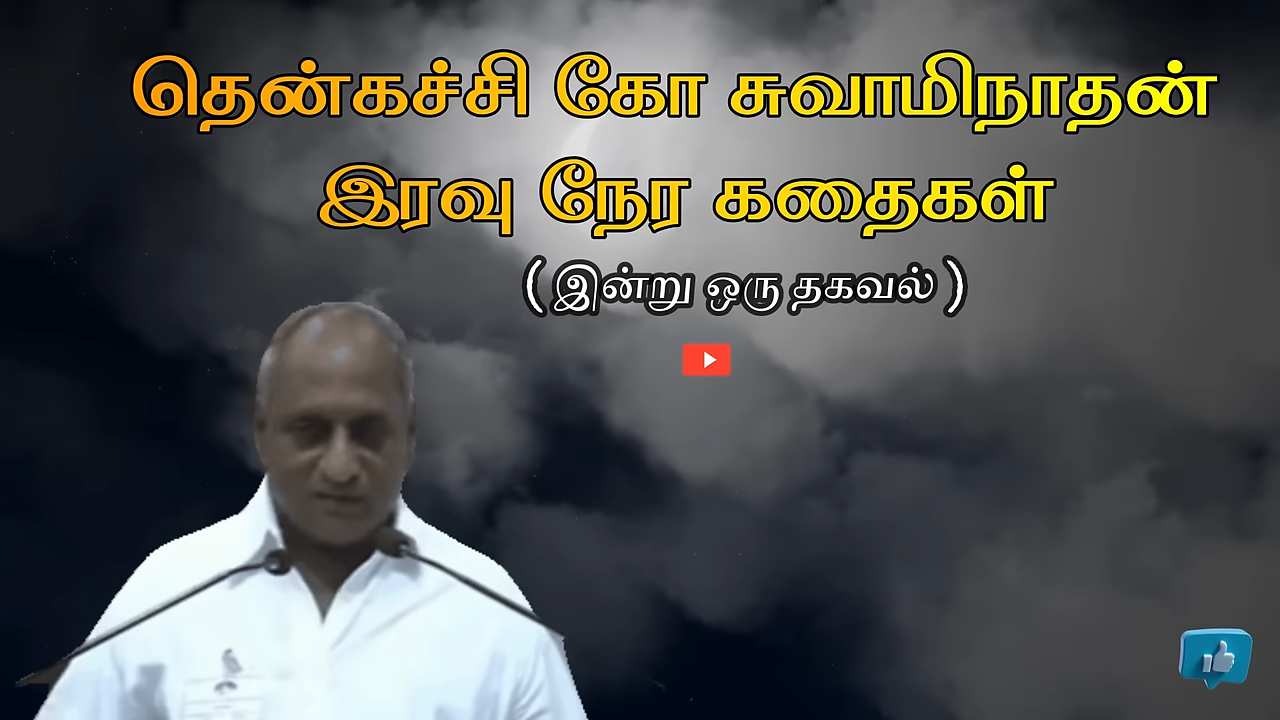 தென்கச்சி கோ சுவாமிநாதன்
இரவு நேர கதைகள்
( இன்று ஒரு தகவல் )